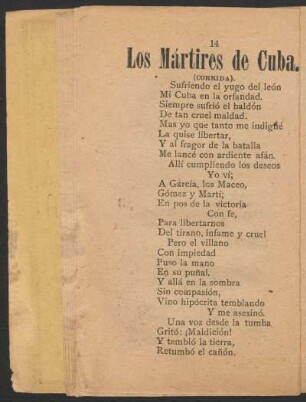 14
Los Mártires de Cuba.
(CORRIDA).
Sufriendo el yugo del león
Mi Cuba en la orfandad.
Siempre sufrió el baldón
De tan cruel maldad.
Mas yo que tanto me indigné
La quise libertar,
Y al fragor de la batalla
Me lancé con ardiente afán.
Allí cumpliendo los deseos
Yo ví;
A García, los Maceo,
Gómez y Martí;
En pos de la victoria
Con fe,
Para libertarnos
Del tirano, infame y cruel
Pero el villano
Con impiedad
Puso la mano
En su puñal.
Y allá en la sombra
Sin compasión,
Vino hipócrita temblando
Y me asesinó.
Una voz desde la tumba
Gritó: ¡Maldición!
Y tembló la tierra,
Retumbó el cañón.